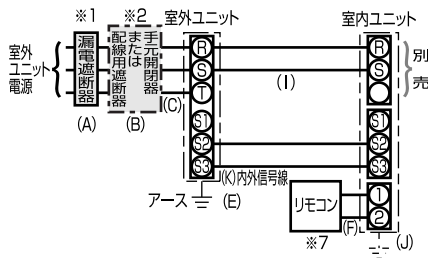 ※1
※2
室外ユニット
室内ユニット
室外
ユニット
電源
漏電遮断器
手元開閉器
または
配線用遮断器
(A)
(B)
(C)
R
S
T
S1
S2
S3
(I)
R
S
S1
S2
S3
別売
(K)内外信号線
アース
(E)
リモコン
※7
(F)
1
2
(J)